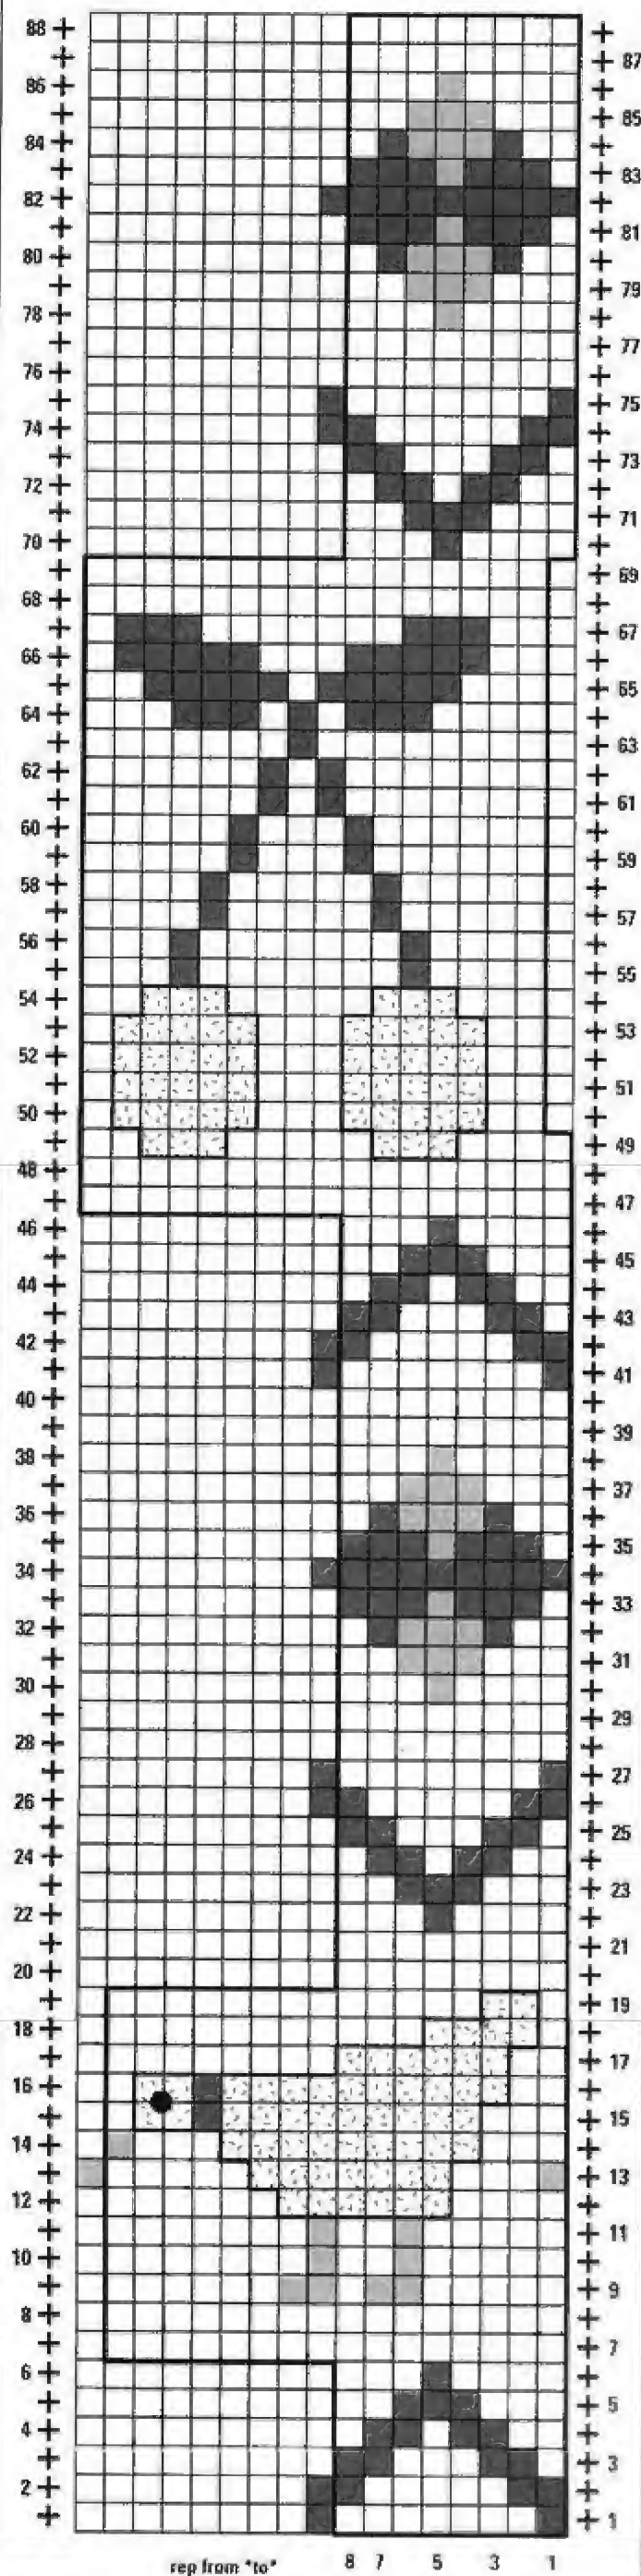 88 + +
+ + 87
86 + +
+ + 85
84 + +
+ + 83
82 + +
+ + 81
80 + +
+ + 79
78 + +
+ + 77
76 + +
+ + 75
74 + +
+ + 73
72 + +
+ + 71
70 + +
+ + 69
68 + +
+ + 67
66 + +
+ + 65
64 + +
+ + 63
62 + +
+ + 61
60 + +
+ + 59
58 + +
+ + 57
56 + +
+ + 55
54 + +
+ + 53
52 + +
+ + 51
50 + +
+ + 49
48 + +
+ + 47
46 + +
+ + 45
44 + +
+ + 43
42 + +
+ + 41
40 + +
+ + 39
38 + +
+ + 37
36 + +
+ + 35
34 + +
+ + 33
32 + +
+ + 31
30 + +
+ + 29
28 + +
+ + 27
26 + +
+ + 25
24 + +
+ + 23
22 + +
+ + 21
20 + +
+ + 19
18 + +
+ + 17
16 + +
+ + 15
14 + +
+ + 13
12 + +
+ + 11
10 + +
+ + 9
8 + +
+ + 7
6 + +
+ + 5
4 + +
+ + 3
2 + +
+ + 1
rep from *to* 8 7 5 3 1